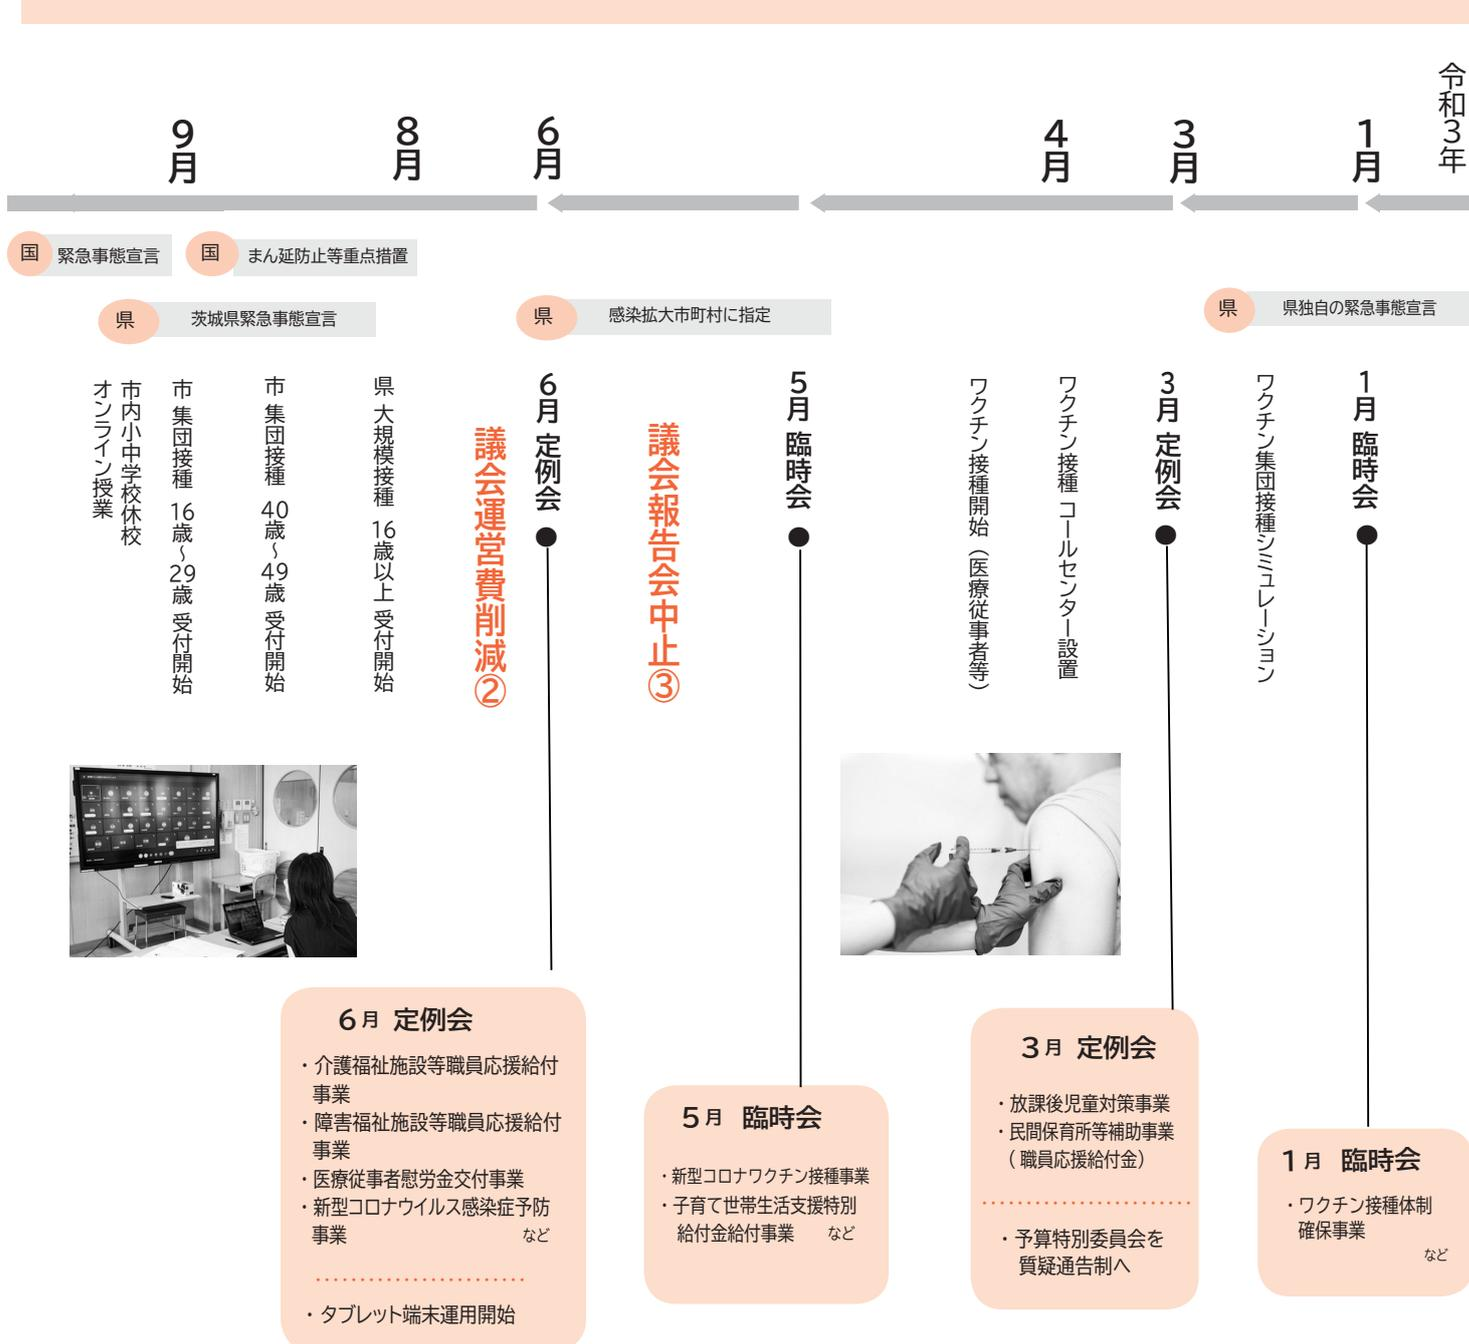 令和3年
1月
3月
4月
6月
8月
9月
県
県独自の緊急事態宣言
県
感染拡大市町村に指定
国
まん延防止等重点措置
県
茨城県緊急事態宣言
国
緊急事態宣言
1月 臨時会
ワクチン集団接種シミュレーション
3月 定例会
ワクチン接種 コールセンター設置
ワクチン接種開始（医療従事者等）
5月 臨時会
議会報告会中止③
6月 定例会
議会運営費削減②
県 大規模接種 16歳以上 受付開始
市 集団接種 40歳～49歳 受付開始
市 集団接種 16歳～29歳 受付開始
市内小中学校休校
オンライン授業
1月 臨時会
・ワクチン接種体制
確保事業
など
3月 定例会
・放課後児童対策事業
・民間保育所等補助事業
（職員応援給付金）
・予算特別委員会を
質疑通告制へ
5月 臨時会
・新型コロナワクチン接種事業
・子育て世帯生活支援特別
給付金給付事業 など
6月 定例会
・介護福祉施設等職員応援給付
事業
・障害福祉施設等職員応援給付
事業
・医療従事者慰労金交付事業
・新型コロナウイルス感染症予防
事業 など
・タブレット端末運用開始